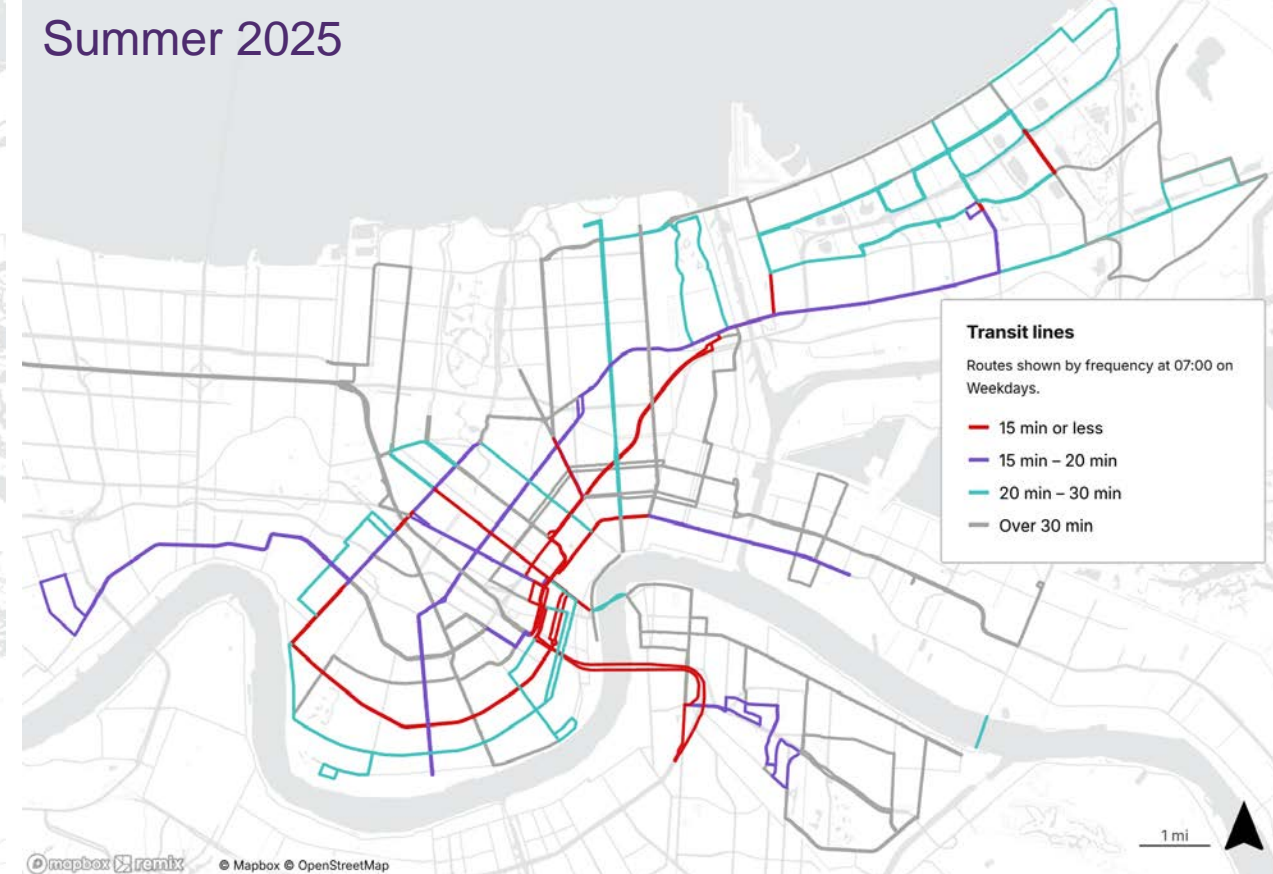 Summer 2025
Transit lines
Routes shown by frequency at 07:00 on
Weekdays.
15 min or less
15 min – 20 min
20 min – 30 min
Over 30 min
1 mi
mapbox remix
© Mapbox © OpenStreetMap